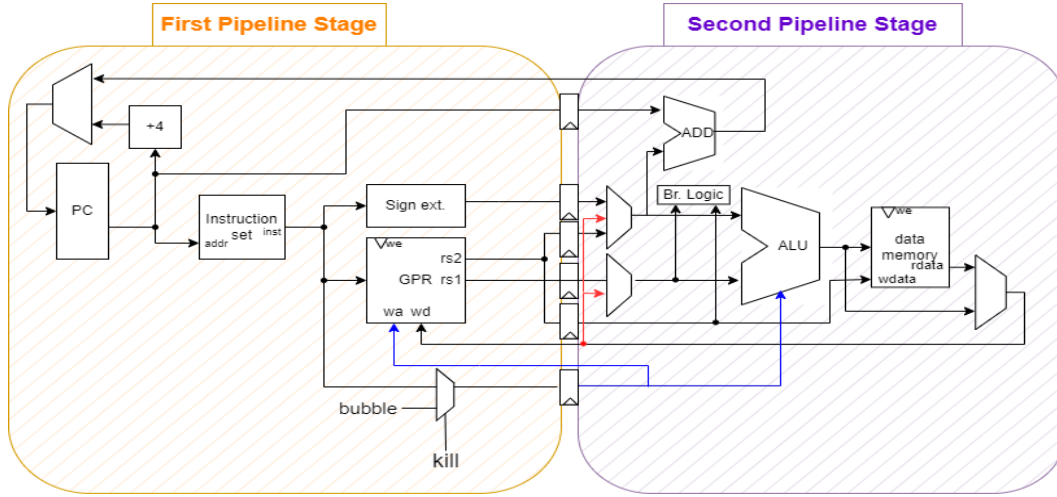 First Pipeline Stage
Second Pipeline Stage
+4
ADD
PC
Instruction
set
inst
addr
Sign ext.
Br. Logic
we
rs2
GPR rs1
wa wd
ALU
we
data
memory
rdata
wdata
bubble
kill